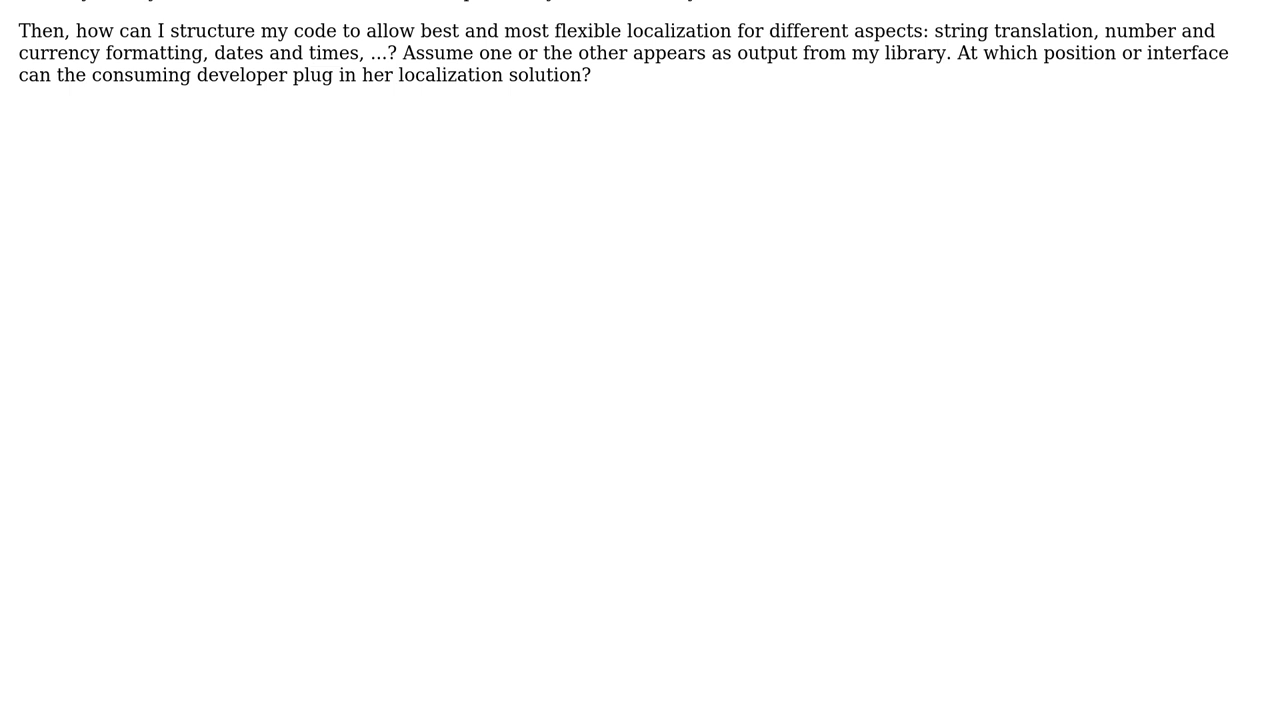 Then, how can I structure my code to allow best and most flexible localization for different aspects: string translation, number and
currency formatting, dates and times, ...? Assume one or the other appears as output from my library. At which position or interface
can the consuming developer plug in her localization solution?